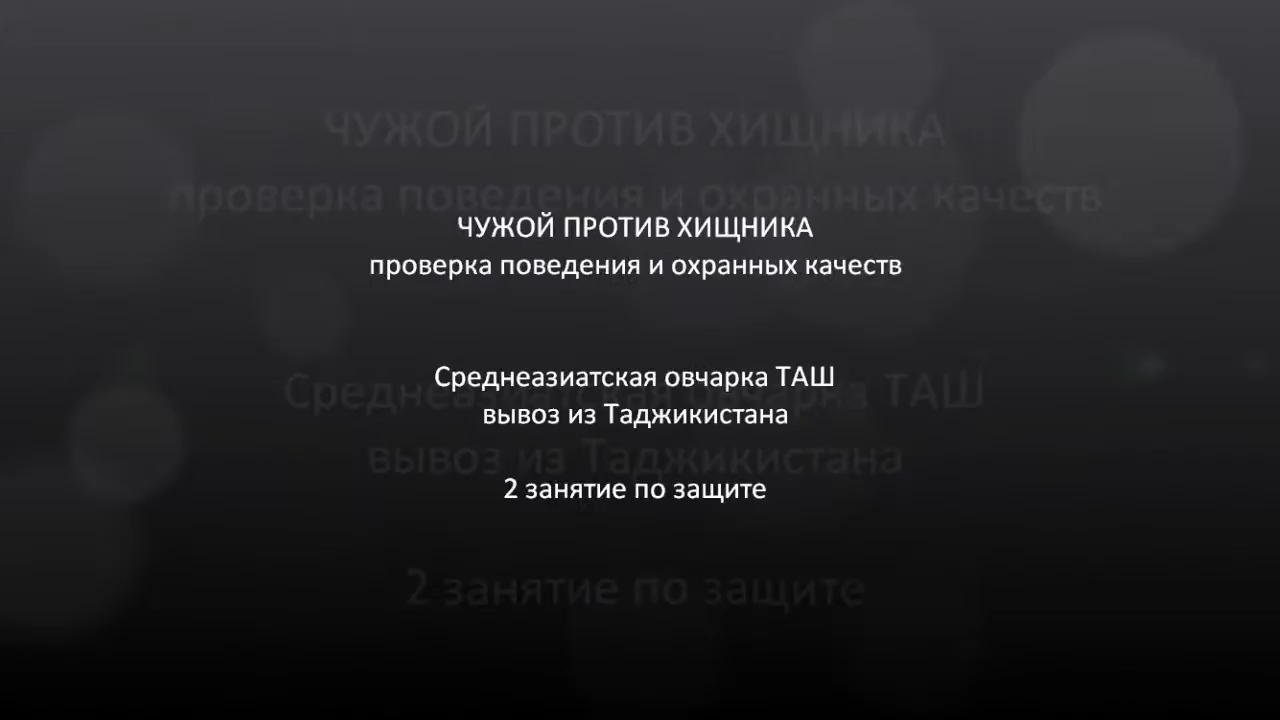 ЧУЖОЙ ПРОТИВ ХИЩНИКА
проверка поведения и охранных качеств
Среднеазиатская овчарка ТАШ
вывоз из Таджикистана
2 занятие по защите